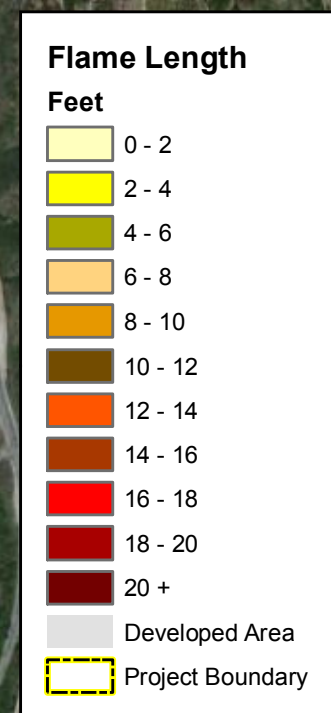 Flame Length
Feet
0 - 2
2 - 4
4 - 6
6 - 8
8 - 10
10 - 12
12 - 14
14 - 16
16 - 18
18 - 20
20 +
Developed Area
Project Boundary